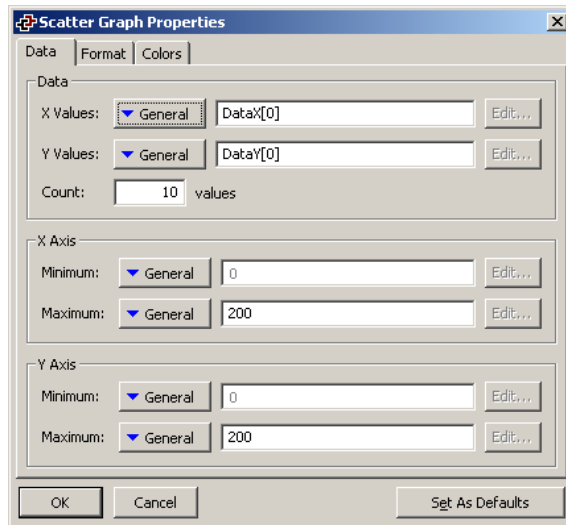 Scatter Graph Properties
Data Format Colors
Data
X Values: General DataX[0] Edit...
Y Values: General DataY[0] Edit...
Count: 10 values
X Axis
Minimum: General 0 Edit...
Maximum: General 200 Edit...
Y Axis
Minimum: General 0 Edit...
Maximum: General 200 Edit...
OK Cancel Set As Defaults